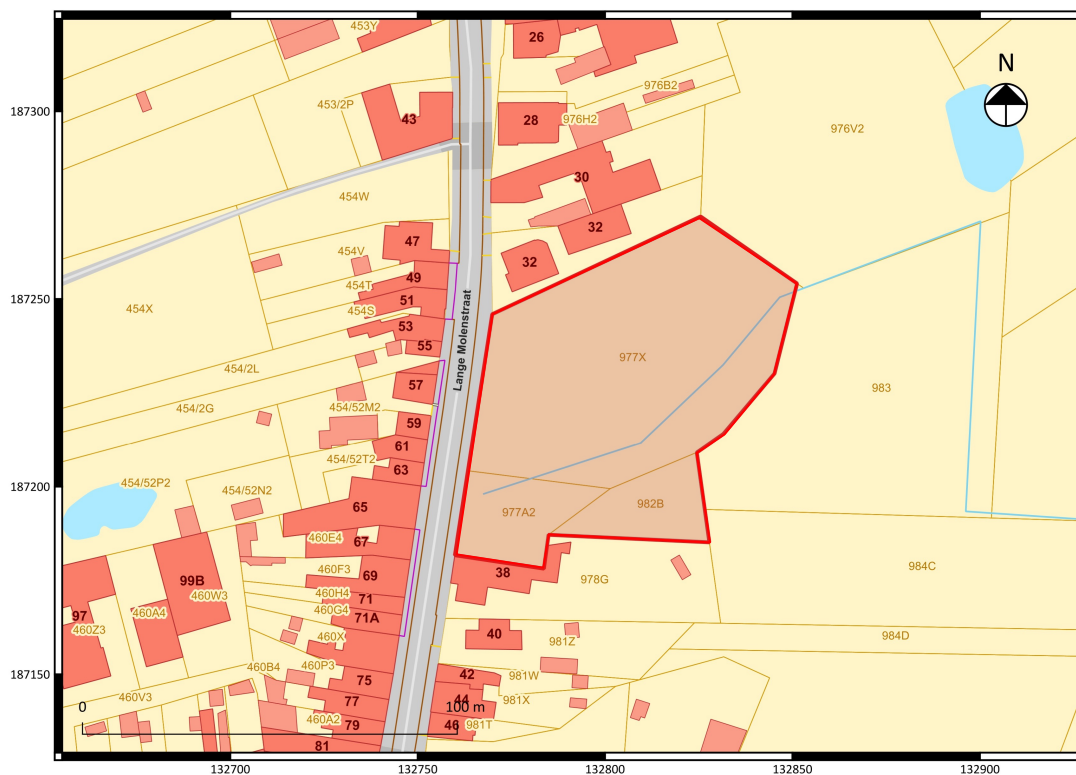 453Y
26
976B2
N
187300
453/2P
43
28
976H2
976V2
30
454W
32
47
32
454V
49
454T
187250
51
454X
454S
53
55
Lange Molenstraat
977X
454/2L
57
983
454/2G
454/52M2
59
61
454/52T2
63
187200
454/52P2
454/52N2
65
977A2
982B
460E4
67
99B
460F3
69
38
978G
984C
460W3
460H4
71
97
460A4
460G4
71A
460Z3
460X
40
981Z
984D
460B4
460P3
75
42
981W
187150
460V3
77
44
981X
0
100 m
460A2
79
46
981T
81
132700
132750
132800
132850
132900